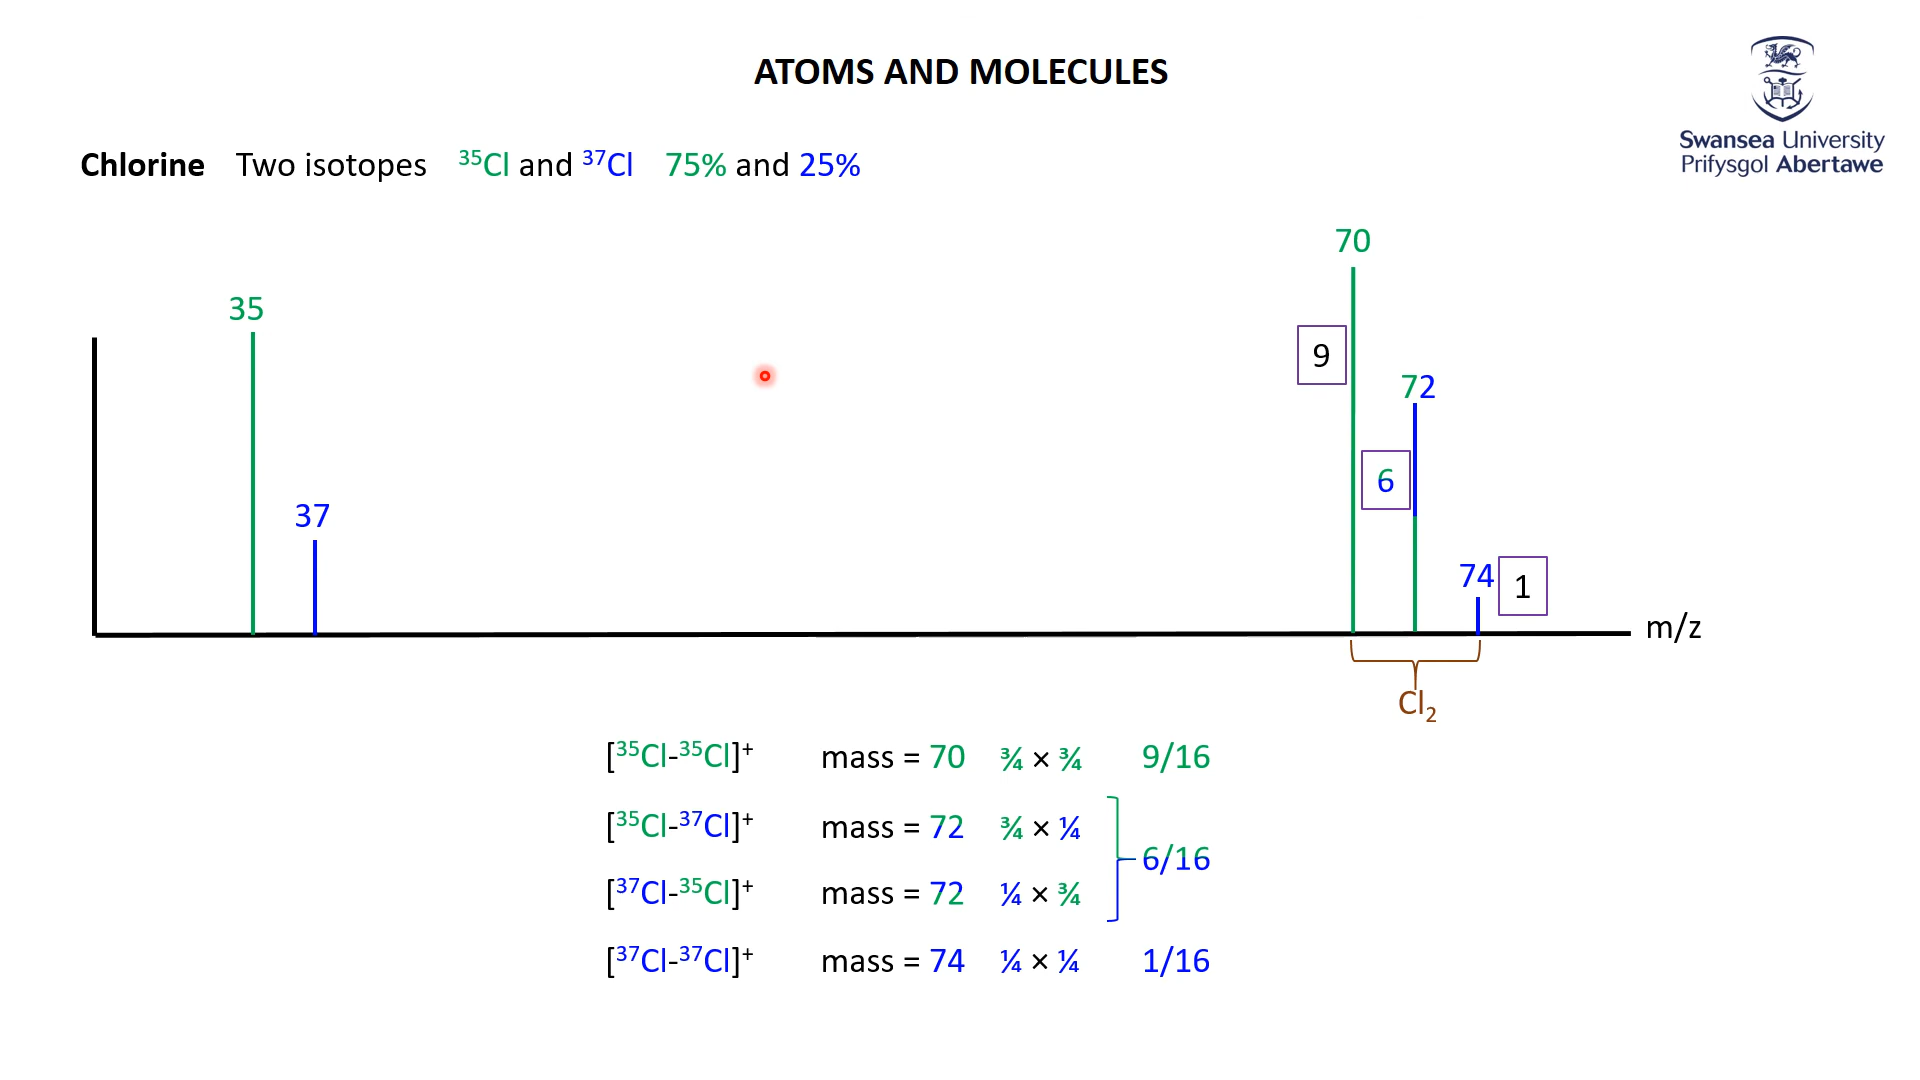 ATOMS AND MOLECULES
Swansea University
Prifysgol Abertawe
Chlorine Two isotopes ³⁵Cl and ³⁷Cl 75% and 25%
70
35
9
72
6
37
74
1
m/z
Cl₂
[³⁵Cl-³⁵Cl]⁺ mass = 70 ¾ × ¾ 9/16
[³⁵Cl-³⁷Cl]⁺ mass = 72 ¾ × ¼
6/16
[³⁷Cl-³⁵Cl]⁺ mass = 72 ¼ × ¾
[³⁷Cl-³⁷Cl]⁺ mass = 74 ¼ × ¼ 1/16